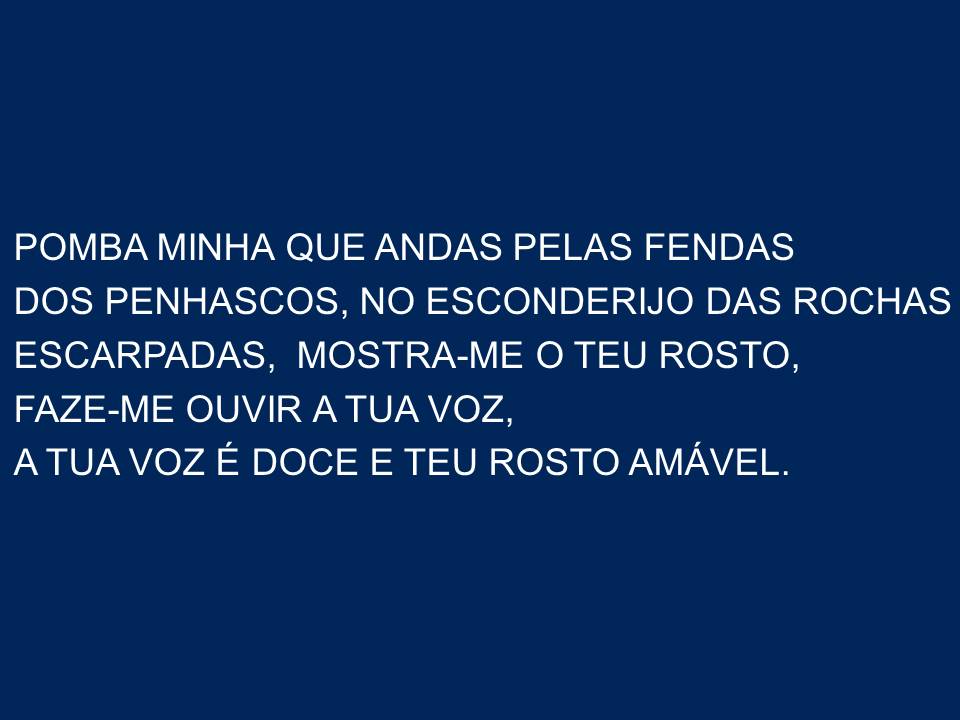 POMBA MINHA QUE ANDAS PELAS FENDAS
DOS PENHASCOS, NO ESCONDERIJO DAS ROCHAS
ESCARPADAS, MOSTRA-ME O TEU ROSTO,
FAZE-ME OUVIR A TUA VOZ,
A TUA VOZ É DOCE E TEU ROSTO AMÁVEL.